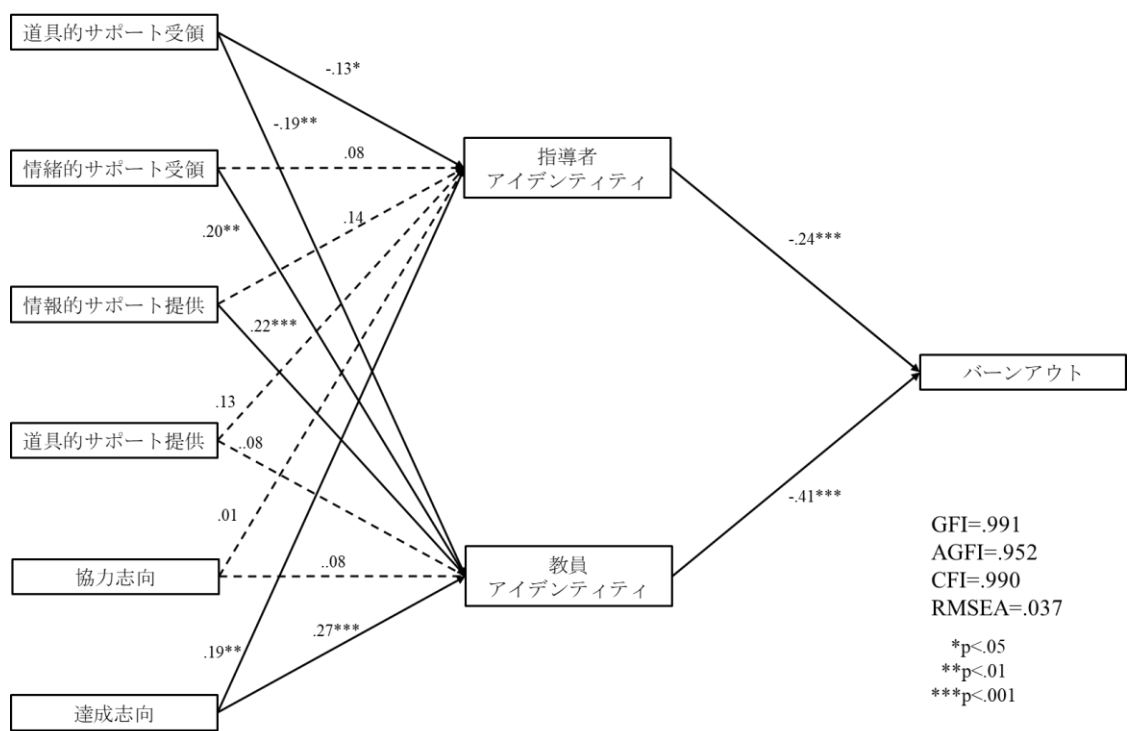 道具的サポート受領
-.13*
-.19**
指導者
アイデンティティ
情緒的サポート受領
.08
.14
.20**
-.24***
情報的サポート提供
.22***
バーンアウト
.13
道具的サポート提供
..08
-.41***
.01
GFI=.991
AGFI=.952
CFI=.990
RMSEA=.037
協力志向
..08
教員
アイデンティティ
.27***
.19**
*p<.05
**p<.01
***p<.001
達成志向